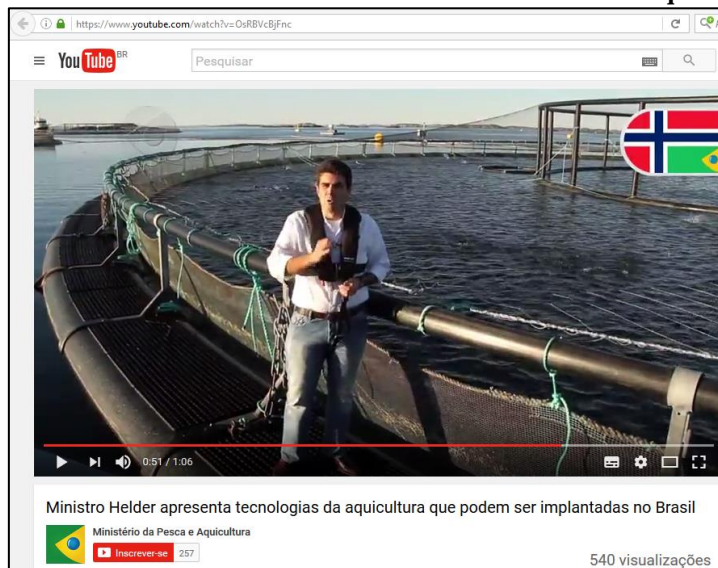 https://www.youtube.com/watch?v=OsRBVcBjFnc
YouTube BR
Pesquisar
0:51 / 1:06
Ministro Helder apresenta tecnologias da aquicultura que podem ser implantadas no Brasil
Ministério da Pesca e Aquicultura
Inscrever-se 257
540 visualizações